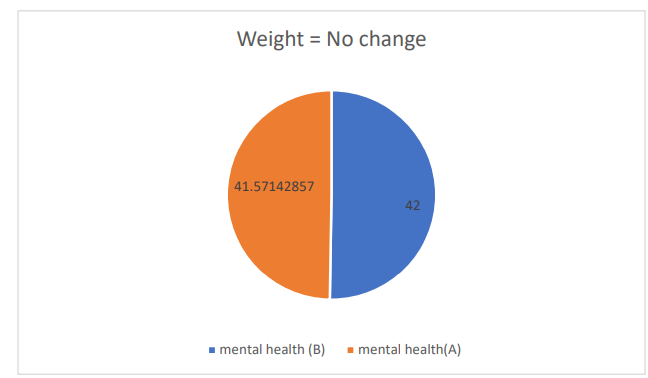 Weight = No change
41.57142857
42
mental health (B) mental health(A)